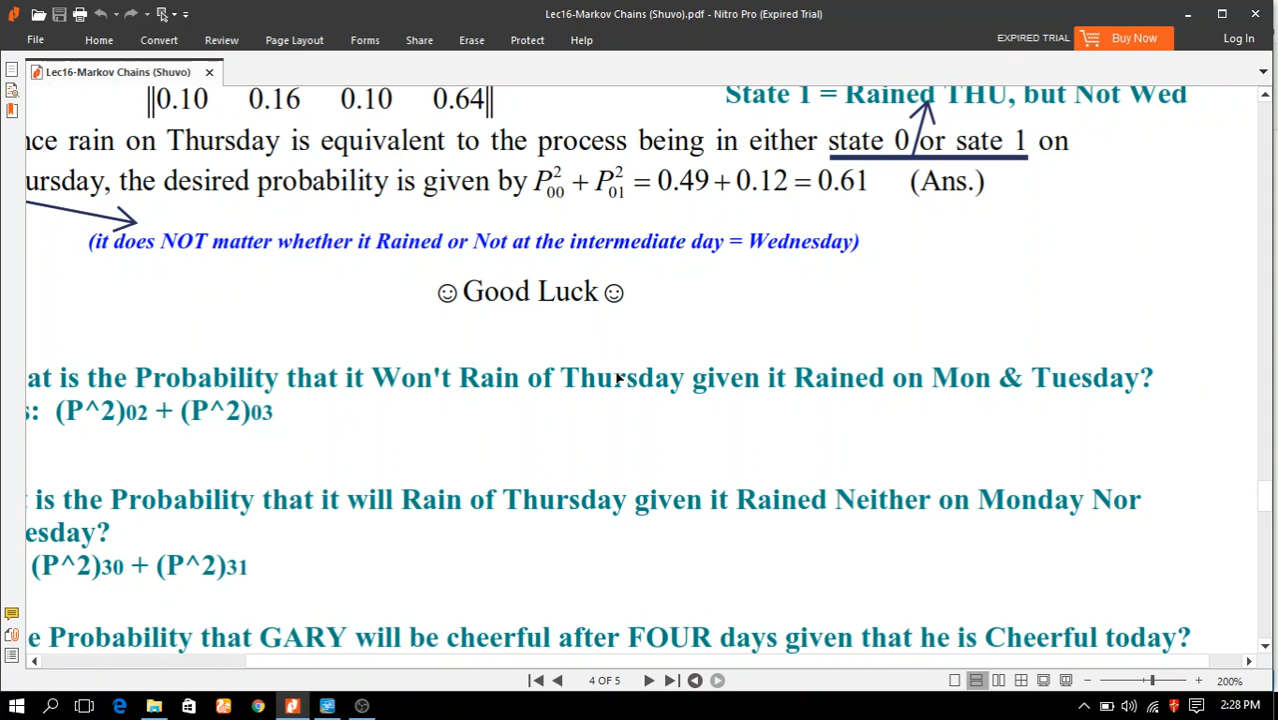 Lec16-Markov Chains (Shuvo).pdf - Nitro Pro (Expired Trial)
File Home Convert Review Page Layout Forms Share Erase Protect Help EXPIRED TRIAL Buy Now Log In
Lec16-Markov Chains (Shuvo)
0.10 0.16 0.10 0.64 State 1 = Rained THU, but Not Wed
nce rain on Thursday is equivalent to the process being in either state 0 or sate 1 on
ursday, the desired probability is given by P²₀₀ + P²₀₁ = 0.49 + 0.12 = 0.61 (Ans.)
(it does NOT matter whether it Rained or Not at the intermediate day = Wednesday)
☺Good Luck☺
at is the Probability that it Won't Rain of Thursday given it Rained on Mon & Tuesday?
s: (P^2)02 + (P^2)03
t is the Probability that it will Rain of Thursday given it Rained Neither on Monday Nor
esday?
(P^2)30 + (P^2)31
e Probability that GARY will be cheerful after FOUR days given that he is Cheerful today?
4 OF 5 200%
2:28 PM